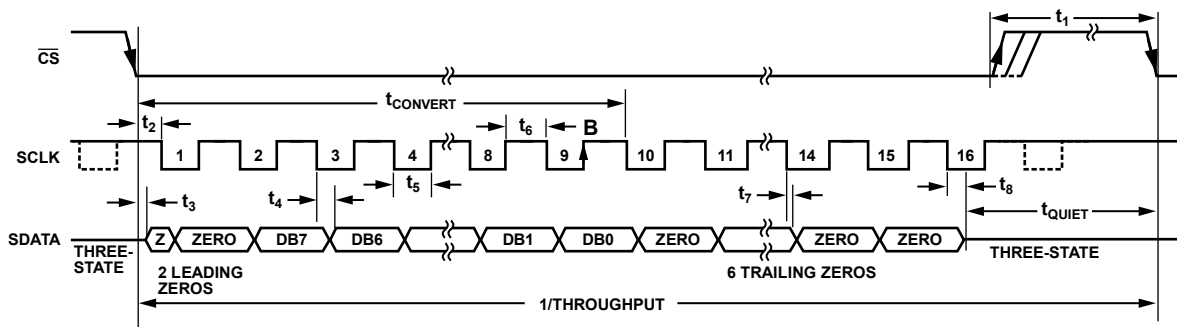 t1
CS
tCONVERT
t2
t6
B
SCLK
1
2
3
4
8
9
10
11
14
15
16
t3
t4
t5
t7
t8
tQUIET
SDATA
Z
ZERO
DB7
DB6
DB1
DB0
ZERO
ZERO
ZERO
THREE-
STATE
2 LEADING
ZEROS
6 TRAILING ZEROS
THREE-STATE
1/THROUGHPUT